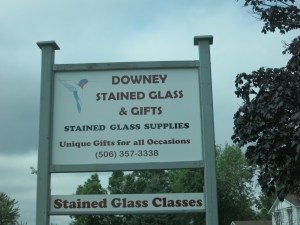 DOWNEY
STAINED GLASS
& GIFTS
STAINED GLASS SUPPLIES
Unique Gifts for all Occasions
(506) 357-3338
Stained Glass Classes